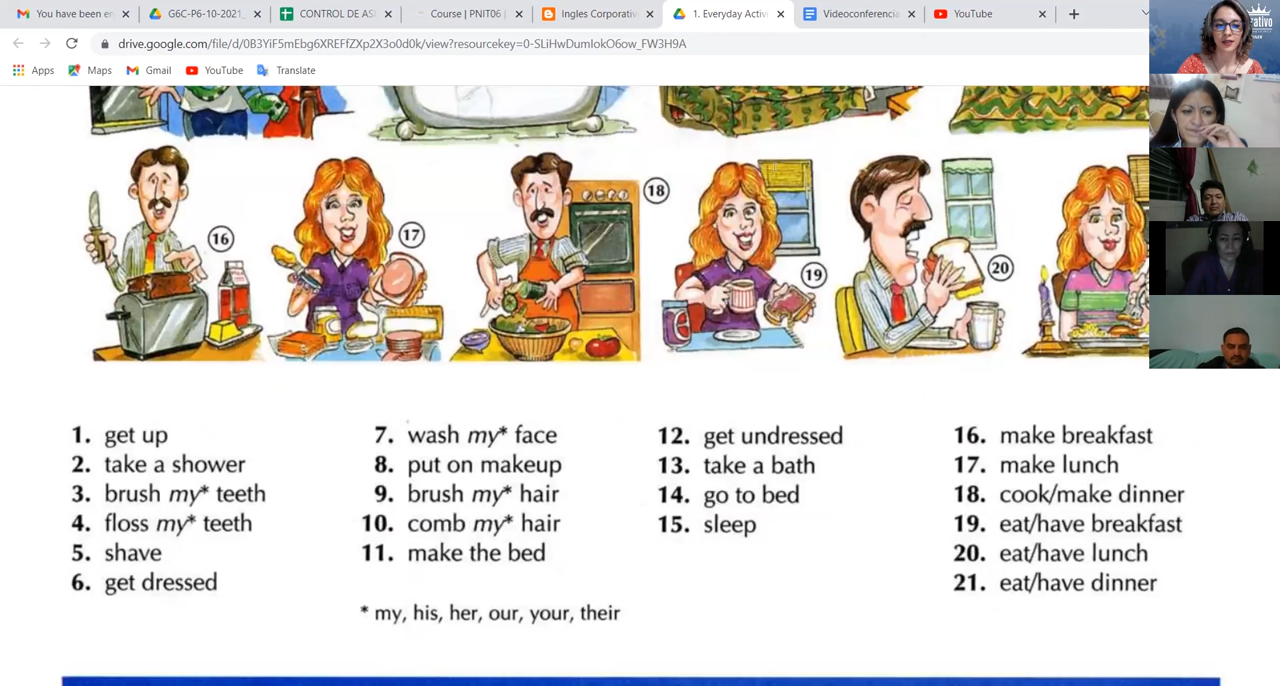 You have been en
G6C-P6-10-2021_
CONTROL DE AS
Course | PNIT06 |
Ingles Corporativ
1. Everyday Activ
Videoconferencia
YouTube
drive.google.com/file/d/0B3YiF5mEbg6XREFfZXp2X3o0d0k/view?resourcekey=0-SLiHwDumIokO6ow_FW3H9A
Apps
Maps
Gmail
YouTube
Translate
rativo
16
17
18
19
20
1. get up
2. take a shower
3. brush my* teeth
4. floss my* teeth
5. shave
6. get dressed
7. wash my* face
8. put on makeup
9. brush my* hair
10. comb my* hair
11. make the bed
* my, his, her, our, your, their
12. get undressed
13. take a bath
14. go to bed
15. sleep
16. make breakfast
17. make lunch
18. cook/make dinner
19. eat/have breakfast
20. eat/have lunch
21. eat/have dinner